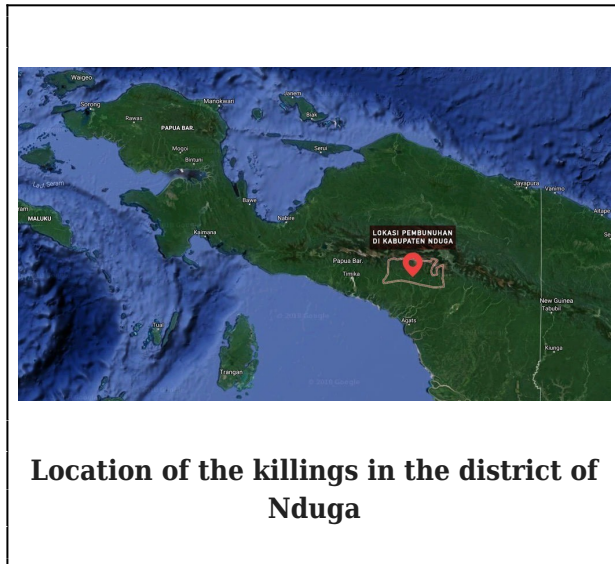 Waigeo
Sorong
Manokwari
Jarem
Rawas
PAPUA BAR.
Biak
Mogoi
Bintuni
Serui
Jayapura
Vanimo
Aitape
Bawe
MALUKU
Nabire
Kaimana
LOKASI PEMBUNUHAN
DI KABUPATEN NDUGA
Papua Bar.
Timika
New Guinea
Tabubil
Tual
Agats
Kiunga
Trangan
Location of the killings in the district of
Nduga